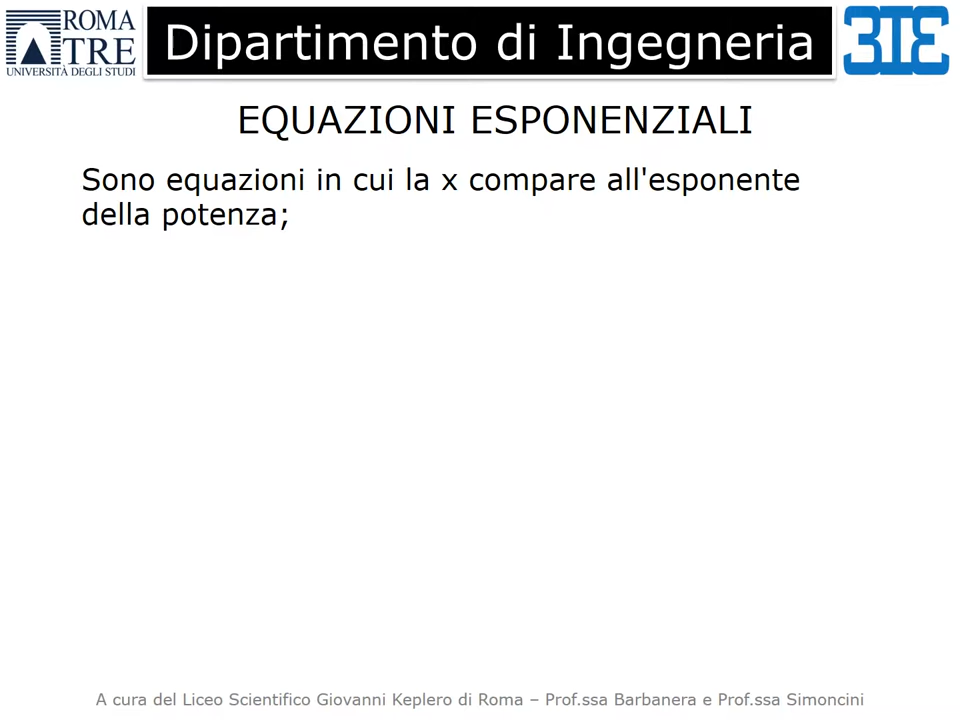 ROMA
TRE
UNIVERSITÀ DEGLI STUDI
Dipartimento di Ingegneria
3IE
EQUAZIONI ESPONENZIALI
Sono equazioni in cui la x compare all'esponente
della potenza;
A cura del Liceo Scientifico Giovanni Keplero di Roma – Prof.ssa Barbanera e Prof.ssa Simoncini